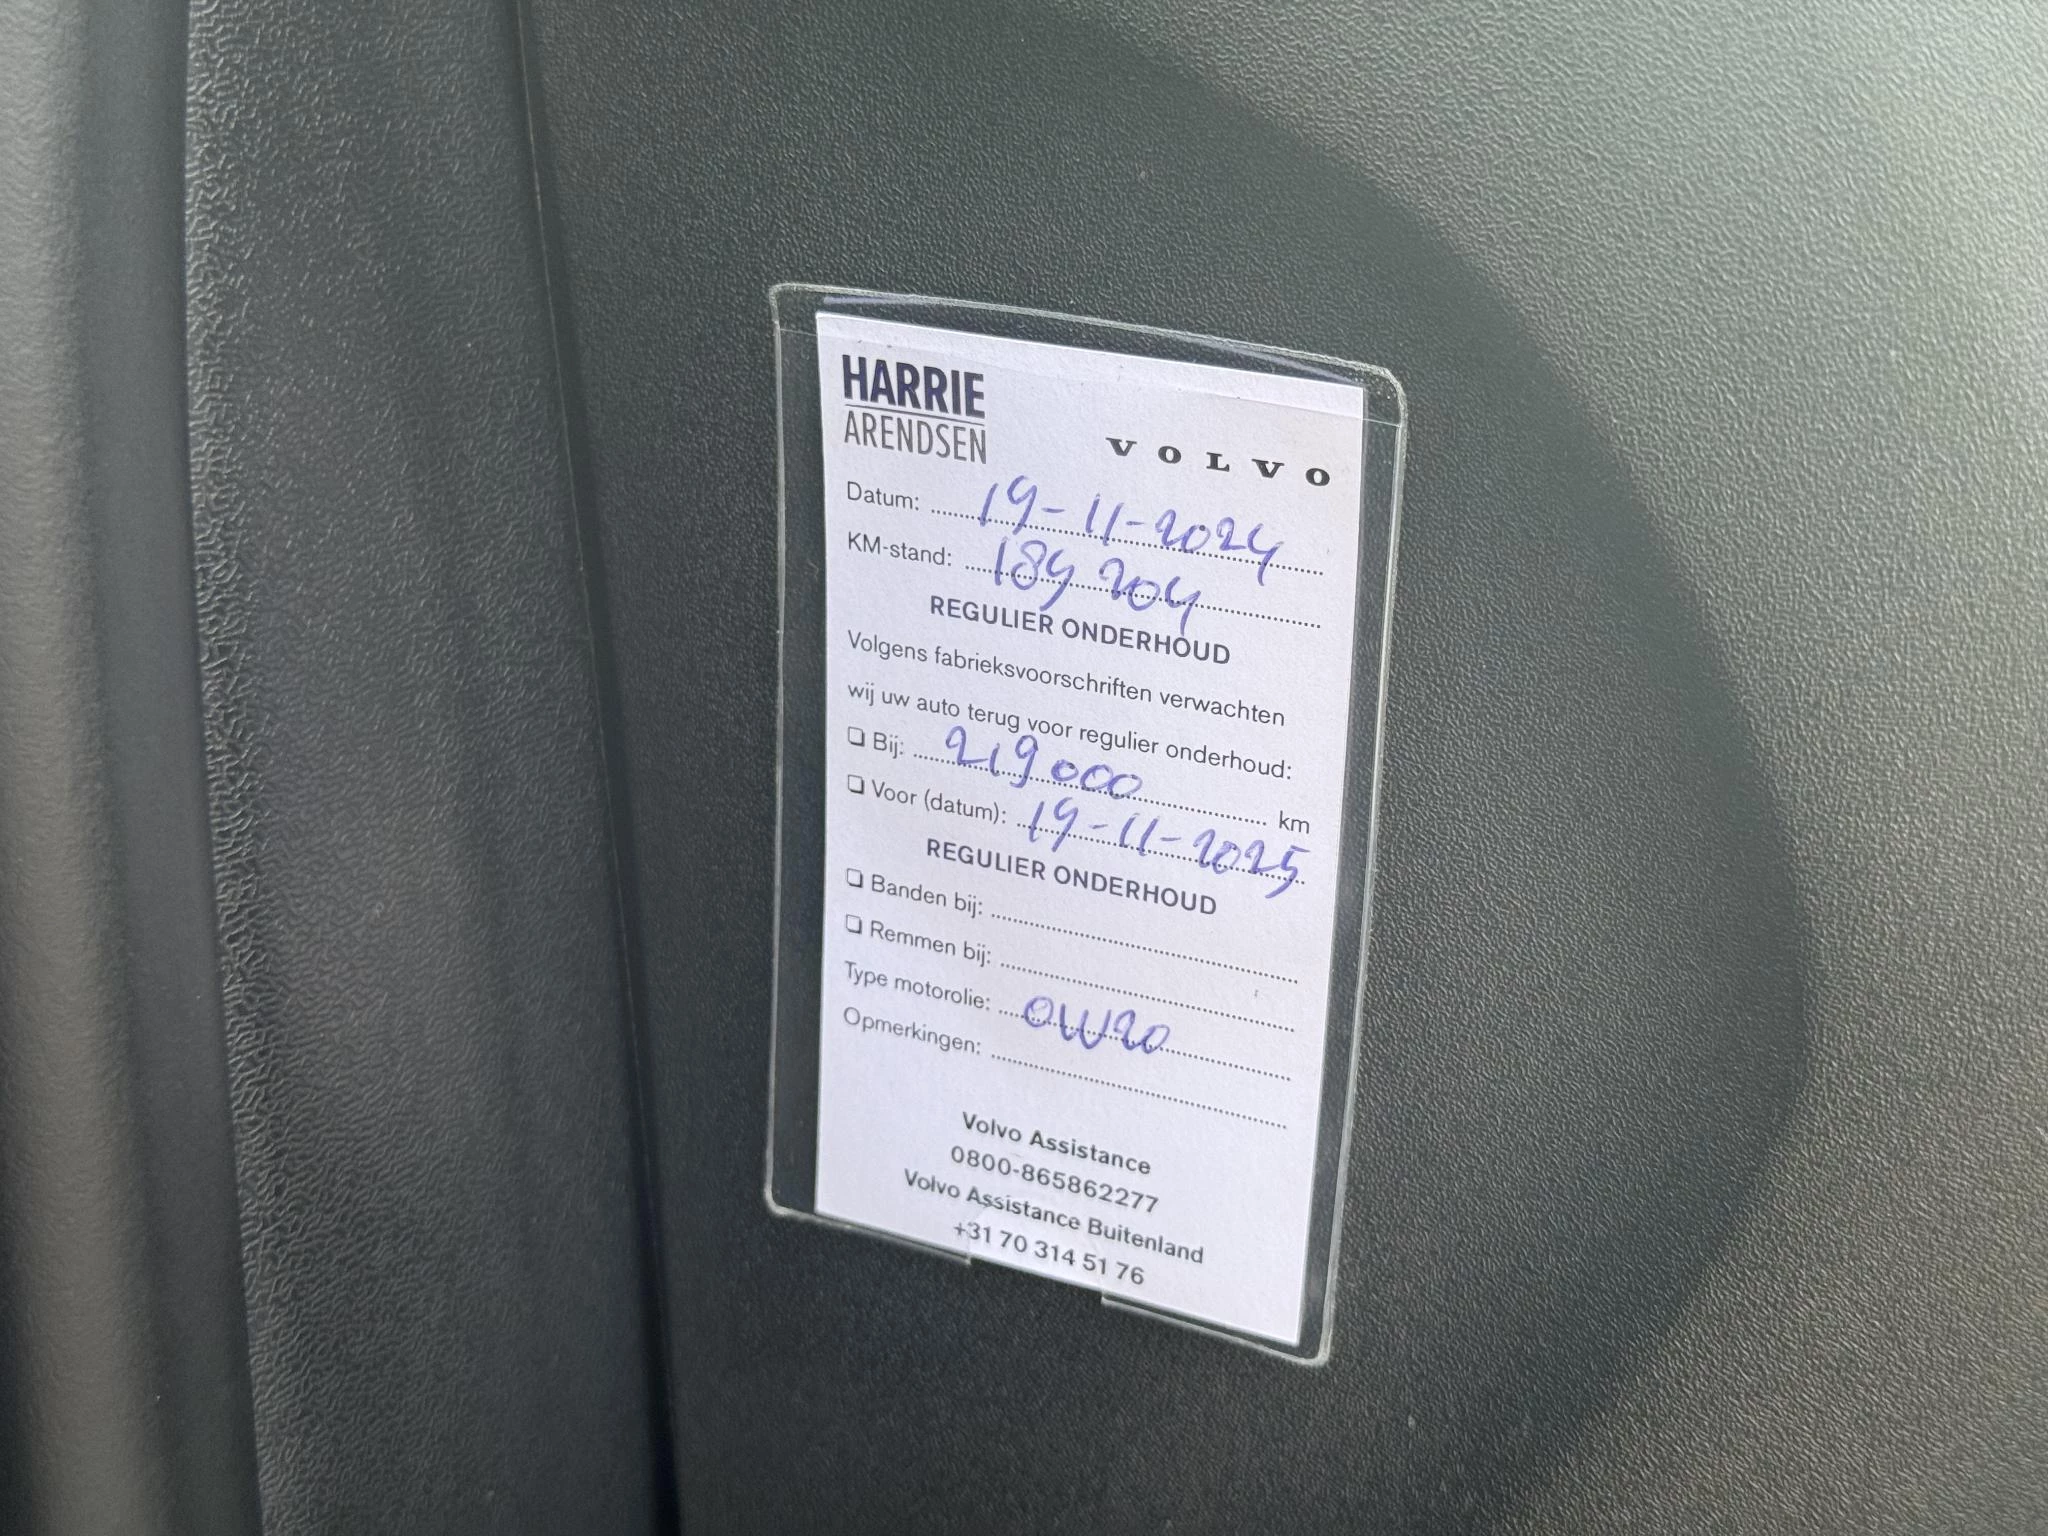 HARRIE
ARENDSEN
VOLVO
Datum: 19-11-2024
KM-stand: 189 204
REGULIER ONDERHOUD
Volgens fabrieksvoorschriften verwachten
wij uw auto terug voor regulier onderhoud:
❏ Bij: 219000 km
❏ Voor (datum): 19-11-2025
REGULIER ONDERHOUD
❏ Banden bij:
❏ Remmen bij:
Type motorolie: 0W20
Opmerkingen:
Volvo Assistance
0800-865862277
Volvo Assistance Buitenland
+31 70 314 51 76